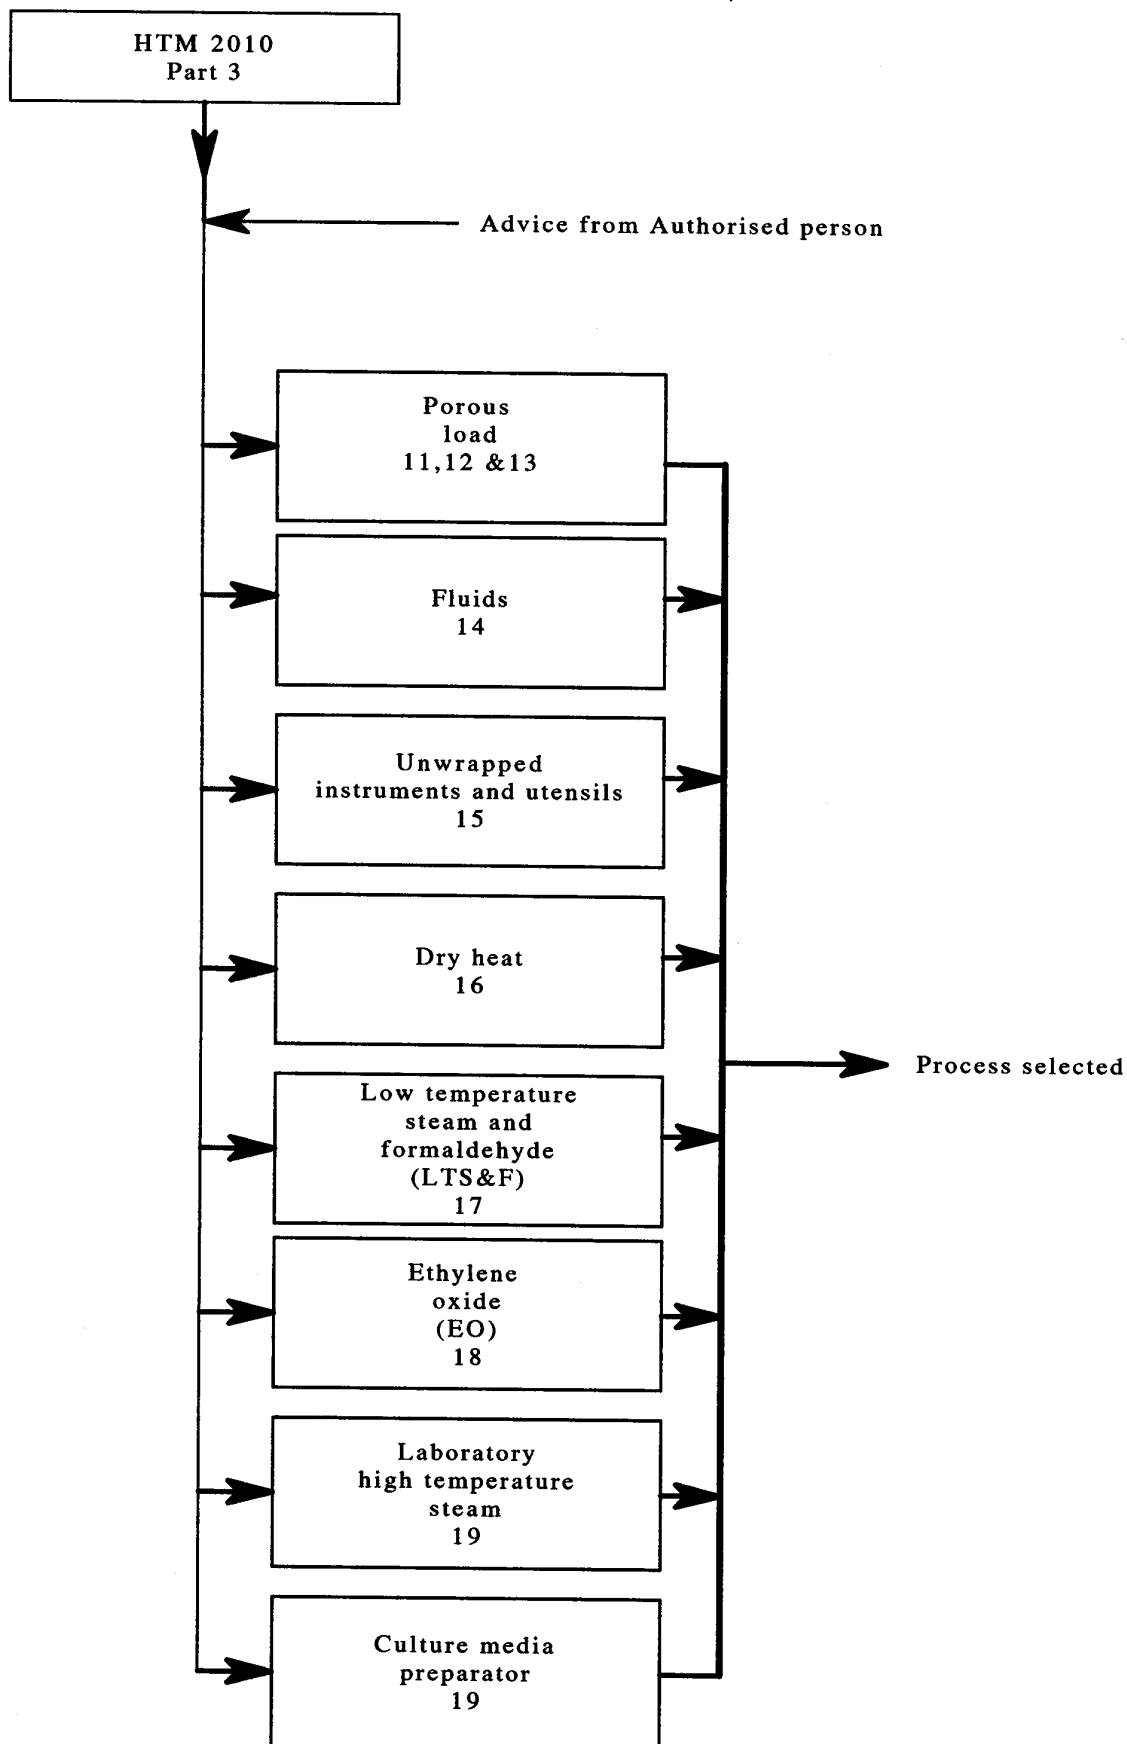 HTM 2010
Part 3
Advice from Authorised person
Porous
load
11,12 &13
Fluids
14
Unwrapped
instruments and utensils
15
Dry heat
16
Process selected
Low temperature
steam and
formaldehyde
(LTS&F)
17
Ethylene
oxide
(EO)
18
Laboratory
high temperature
steam
19
Culture media
preparator
19